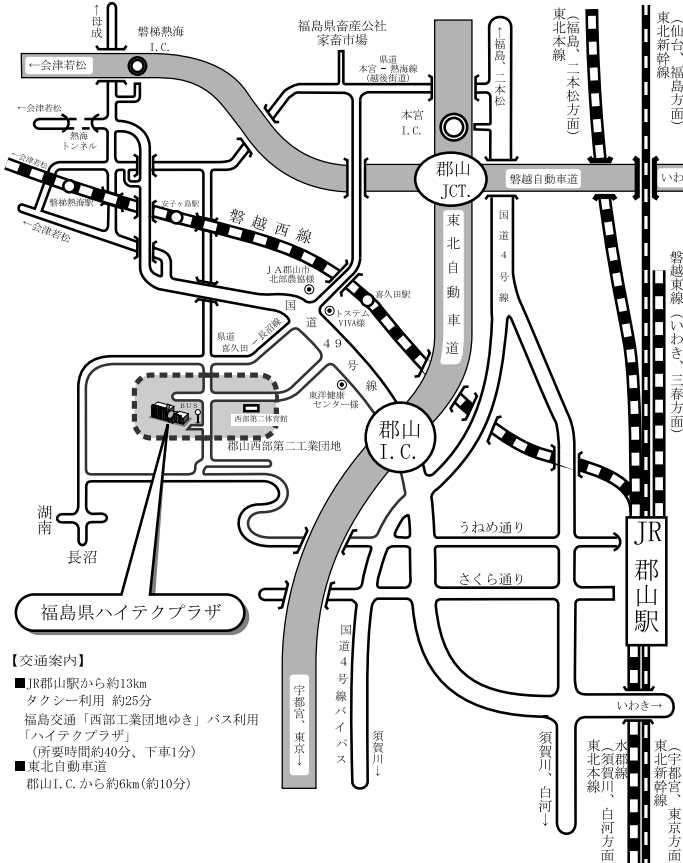 ←母成
磐梯熱海
I.C.
←会津若松
福島県畜産公社
家畜市場
県道
本宮−熱海線
(越後街道)
←福島、二本松
本宮
I.C.
東北本線
(福島、二本松方面)
東北新幹線
(仙台、福島方面)
←会津若松
熱海
トンネル
←会津若松
磐梯熱海駅
安子ヶ島駅
←会津若松
磐越西線
郡山
JCT.
磐越自動車道
いわ
東北自動車道
国道4号線
磐越東線(いわき、三春方面)
JA郡山市
北部農協様
喜久田駅
トステム
VIVA様
国道49号線
県道
喜久田−長沼線
東洋健康
センター様
BUS
西部第二体育館
郡山西部第二工業団地
郡山
I.C.
湖南
長沼
うねめ通り
さくら通り
JR郡山駅
福島県ハイテクプラザ
国道4号線バイパス
宇都宮、東京→
須賀川→
須賀川、白河→
いわき→
水郡線
東北本線
(須賀川、白河方面
東北新幹線
(宇都宮、東京方面
【交通案内】
■JR郡山駅から約13km
タクシー利用 約25分
福島交通「西部工業団地ゆき」バス利用
「ハイテクプラザ」
(所要時間約40分、下車1分)
■東北自動車道
郡山I.C.から約6km(約10分)